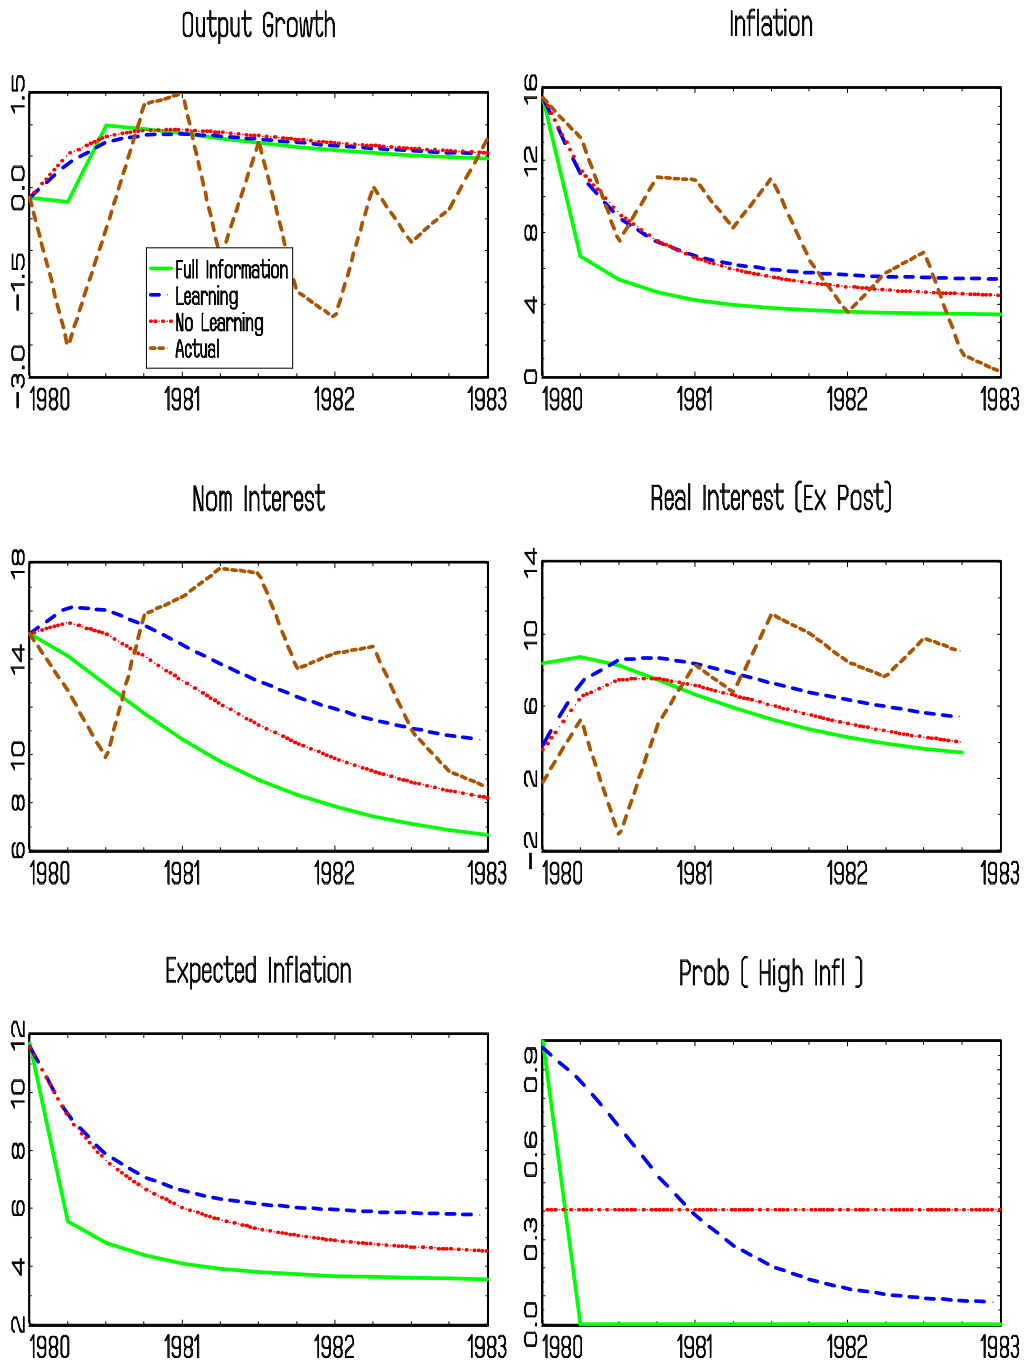 Output Growth
1.5
0.0
-1.5
-3.0
Full Information
Learning
No Learning
Actual
1980 1981 1982 1983
Inflation
16
12
8
4
0
1980 1981 1982 1983
Nom Interest
18
14
10
8
6
1980 1981 1982 1983
Real Interest (Ex Post)
14
10
6
2
-2
1980 1981 1982 1983
Expected Inflation
12
10
8
6
4
2
1980 1981 1982 1983
Prob ( High Infl )
0.9
0.6
0.3
0.0
1980 1981 1982 1983